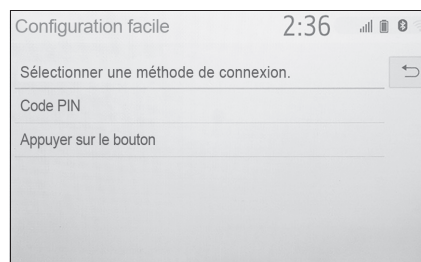 Configuration facile
2:36
Sélectionner une méthode de connexion.
Code PIN
Appuyer sur le bouton